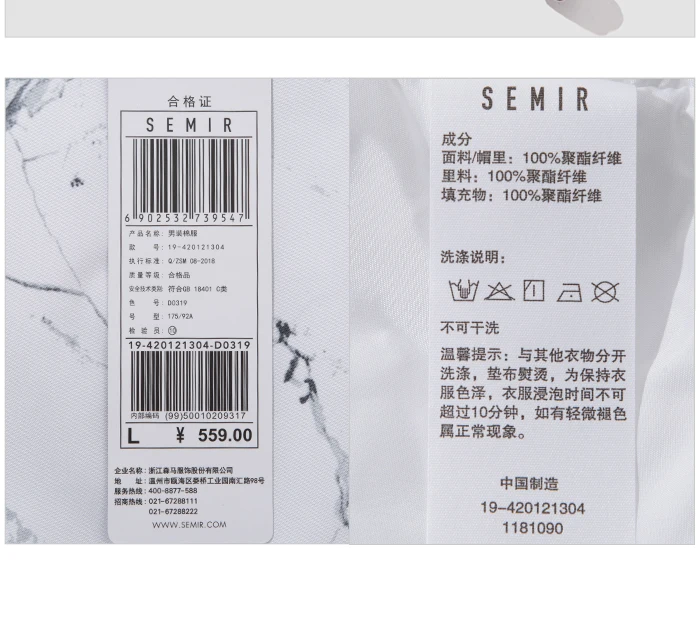 合格证
SEMIR
6 902532 739547
产品名称: 男装棉服
款 号: 19-420121304
执行标准: Q/ZSM 08-2018
质量等级: 合格品
安全技术类别: 符合GB 18401 C类
色 号: D0319
号 型: 175/92A
检 验 员: 10
19-420121304-D0319
内部编码 (99)50010209317
L ¥ 559.00
企业名称: 浙江森马服饰股份有限公司
地 址: 温州市瓯海区娄桥工业园南汇路98号
服务热线: 400-8877-588
招商热线: 021-67288111
021-67288222
WWW.SEMIR.COM
SEMIR
成分
面料/帽里：100%聚酯纤维
里料：100%聚酯纤维
填充物：100%聚酯纤维
洗涤说明：
不可干洗
温馨提示：与其他衣物分开
洗涤，垫布熨烫，为保持衣
服色泽，衣服浸泡时间不可
超过10分钟，如有轻微褪色
属正常现象。
中国制造
19-420121304
1181090